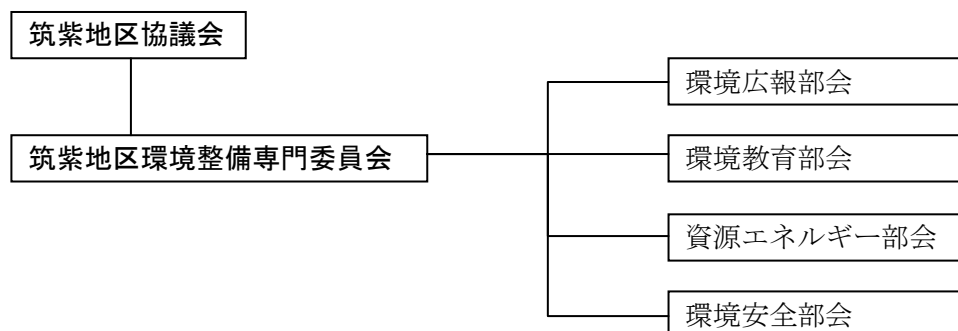 筑紫地区協議会
筑紫地区環境整備専門委員会
環境広報部会
環境教育部会
資源エネルギー部会
環境安全部会